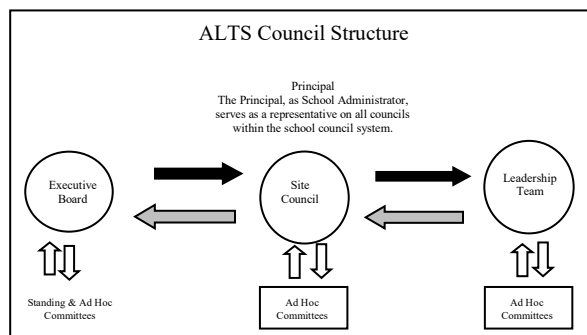 ALTS Council Structure
Principal
The Principal, as School Administrator,
serves as a representative on all councils
within the school council system.
Executive
Board
Site
Council
Leadership
Team
Standing & Ad Hoc
Committees
Ad Hoc
Committees
Ad Hoc
Committees